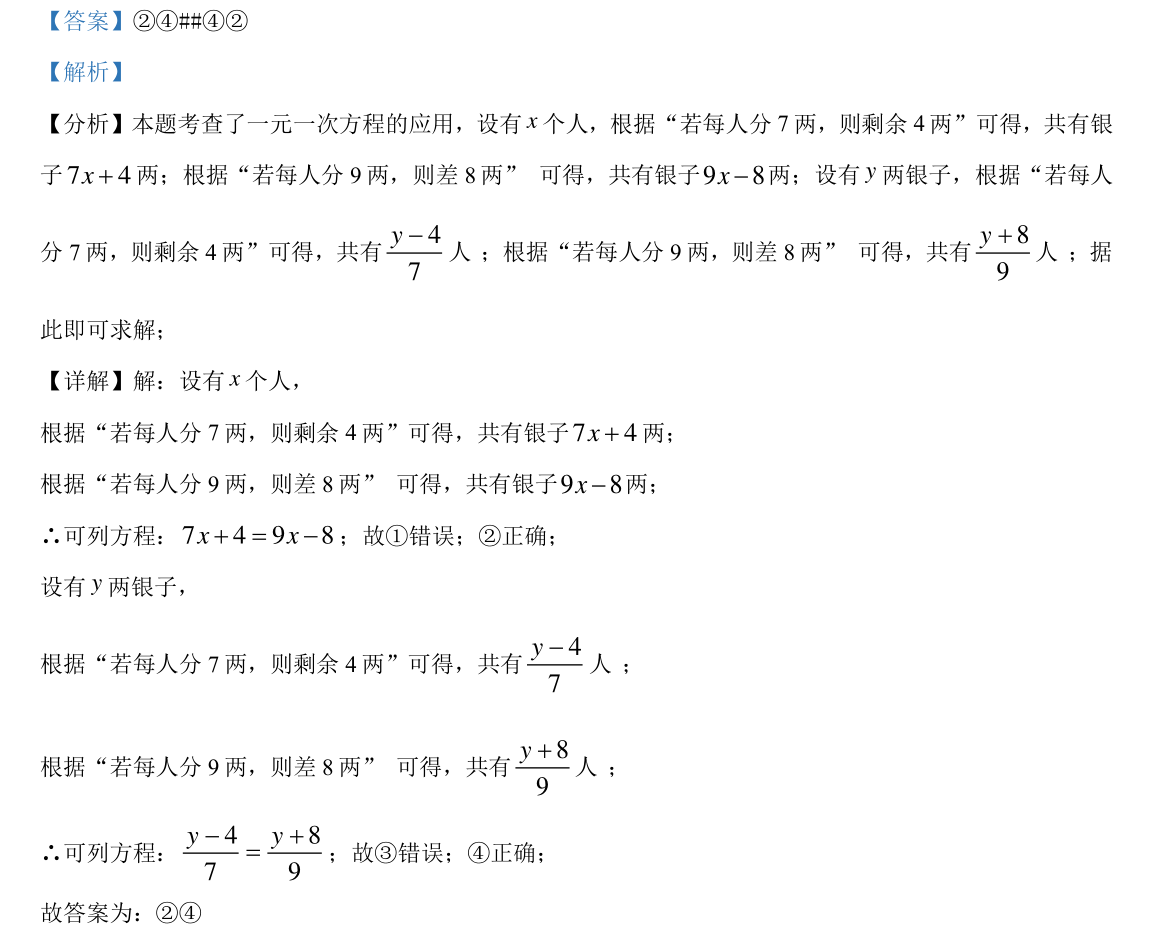 【答案】②④##④②
【解析】
【分析】本题考查了一元一次方程的应用，设有 x 个人，根据“若每人分 7 两，则剩余 4 两”可得，共有银
子 7x+4 两；根据“若每人分 9 两，则差 8 两” 可得，共有银子 9x−8 两；设有 y 两银子，根据“若每人
分 7 两，则剩余 4 两”可得，共有 \frac{y-4}{7} 人 ；根据“若每人分 9 两，则差 8 两” 可得，共有 \frac{y+8}{9} 人 ；据
此即可求解；
【详解】解：设有 x 个人，
根据“若每人分 7 两，则剩余 4 两”可得，共有银子 7x+4 两；
根据“若每人分 9 两，则差 8 两” 可得，共有银子 9x−8 两；
∴可列方程：7x+4=9x−8；故①错误；②正确；
设有 y 两银子，
根据“若每人分 7 两，则剩余 4 两”可得，共有 \frac{y-4}{7} 人 ；
根据“若每人分 9 两，则差 8 两” 可得，共有 \frac{y+8}{9} 人 ；
∴可列方程：\frac{y-4}{7}=\frac{y+8}{9}；故③错误；④正确；
故答案为：②④